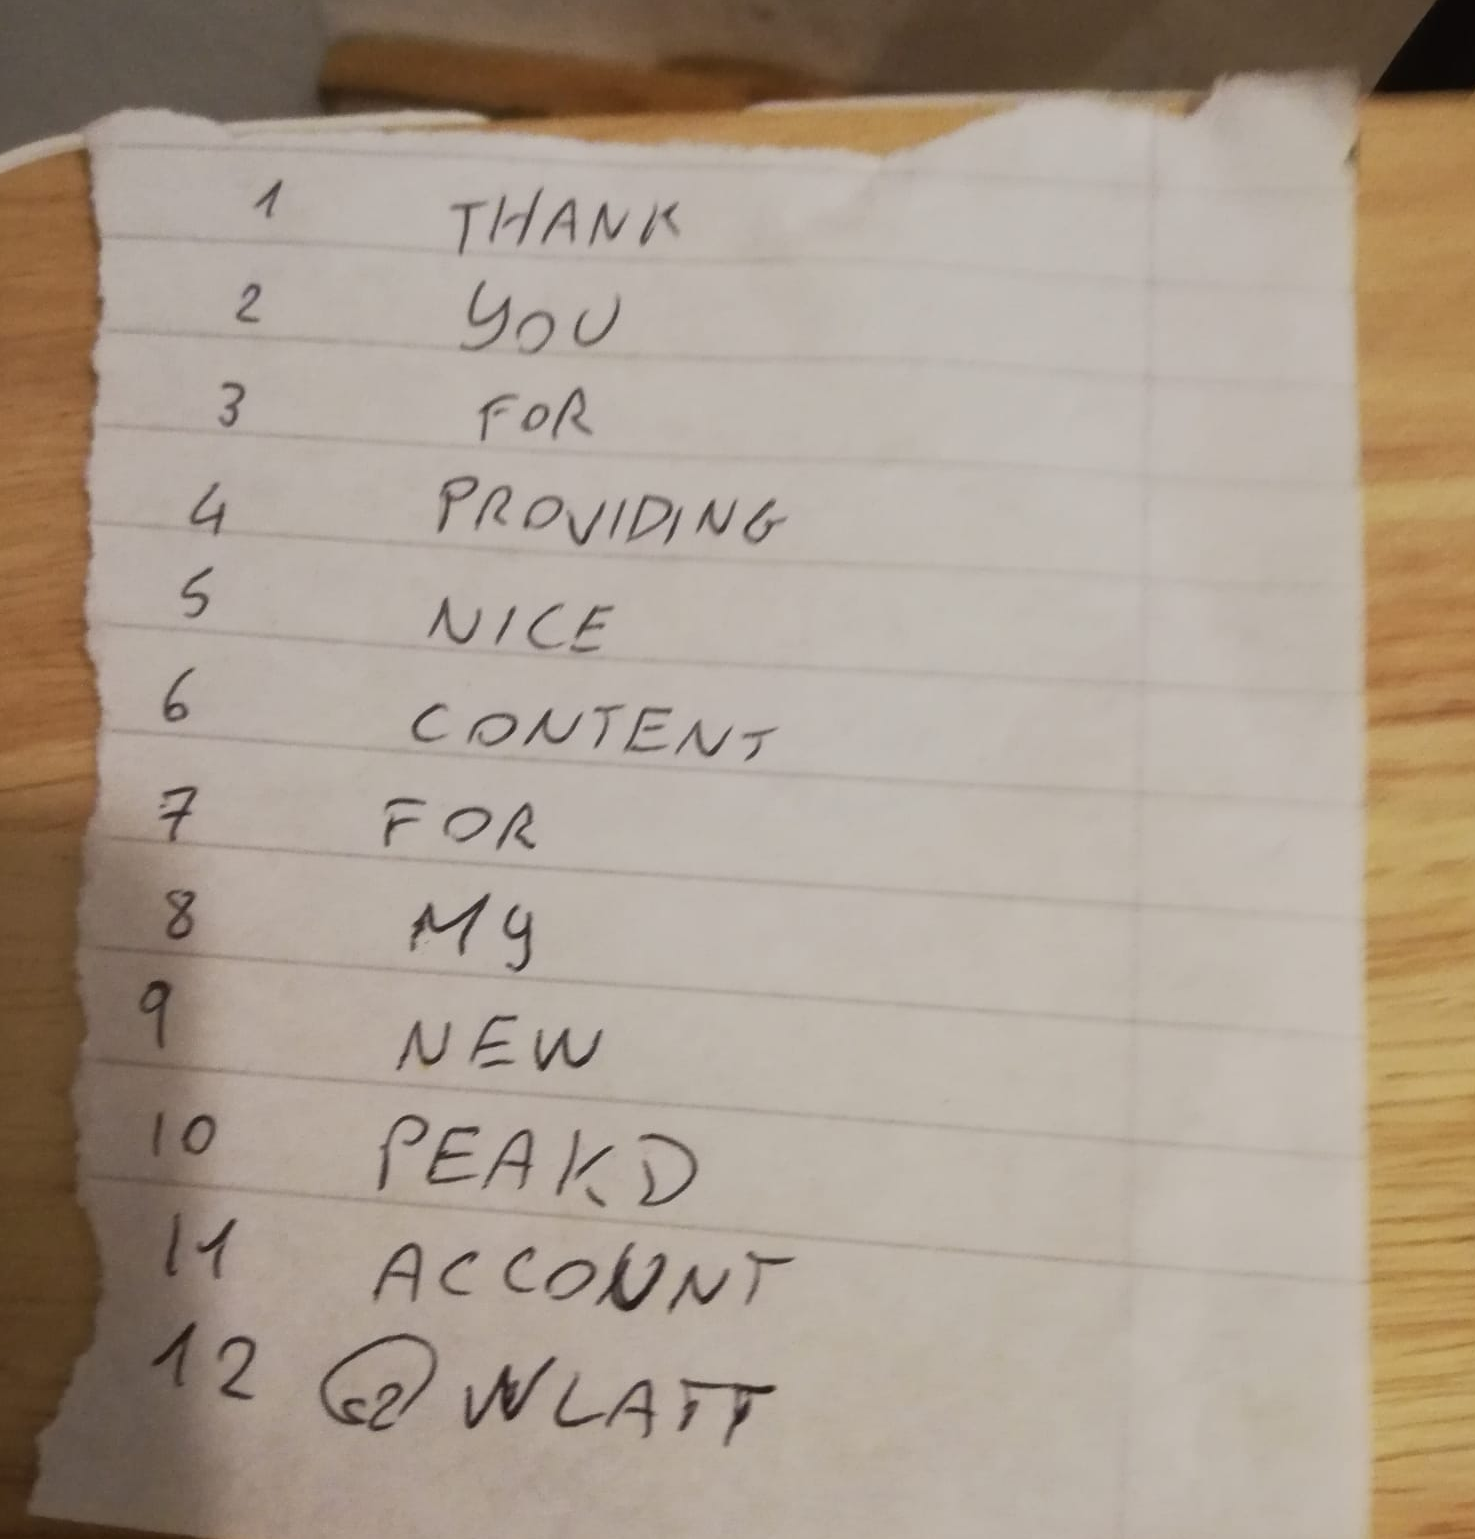 1 THANK
2 YOU
3 FOR
4 PROVIDING
5 NICE
6 CONTENT
7 FOR
8 MY
9 NEW
10 PEAKD
11 ACCOUNT
12 @WLATT